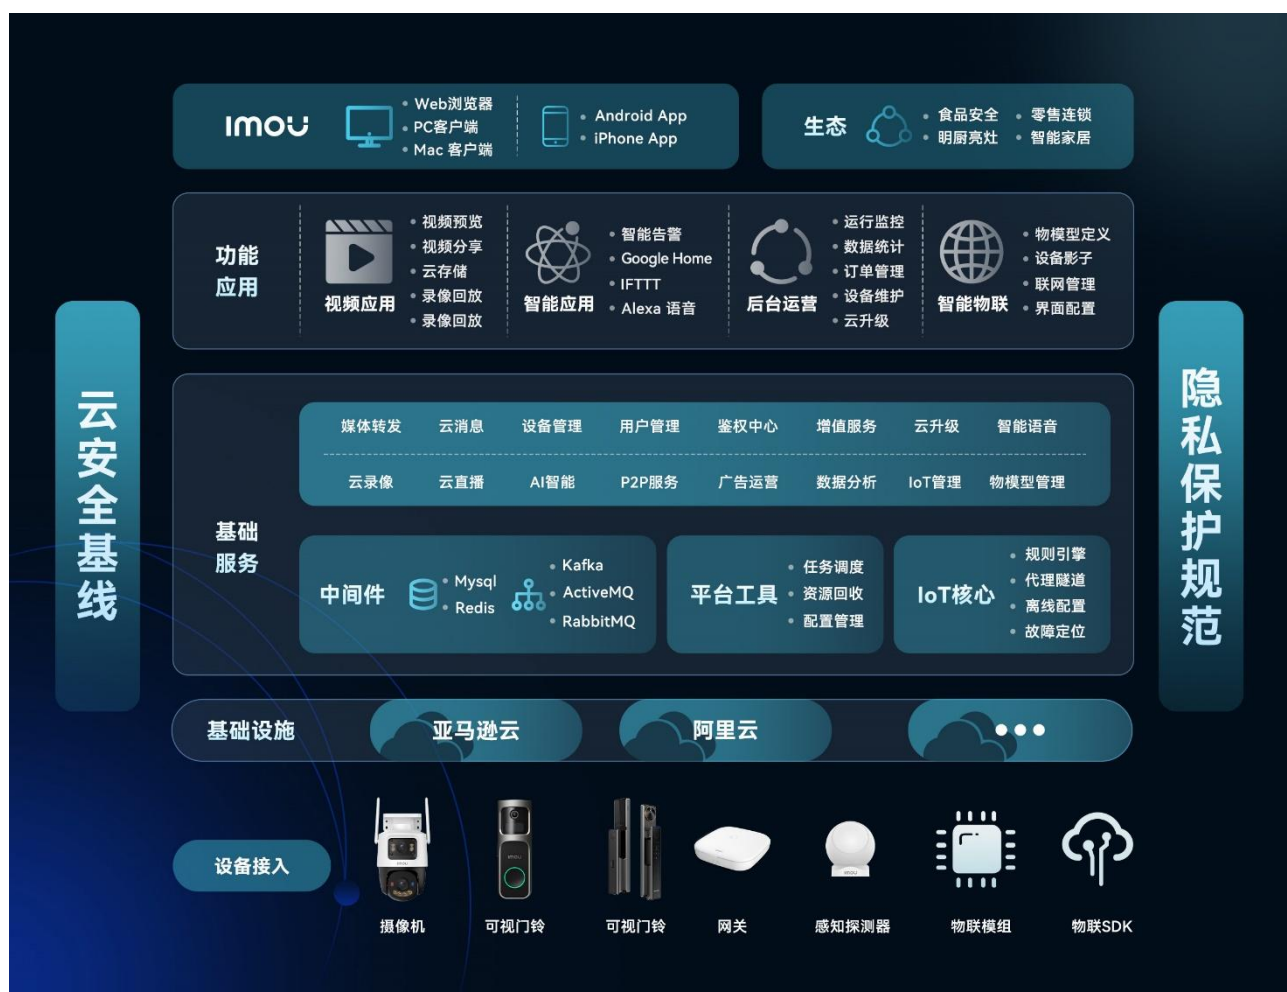 imou
Web浏览器
PC客户端
Mac 客户端
Android App
iPhone App
生态
食品安全
明厨亮灶
零售连锁
智能家居
功能
应用
视频应用
视频预览
视频分享
云存储
录像回放
录像回放
智能应用
智能告警
Google Home
IFTTT
Alexa 语音
后台运营
运行监控
数据统计
订单管理
设备维护
云升级
智能物联
物模型定义
设备影子
联网管理
界面配置
云安全基线
隐私保护规范
基础
服务
媒体转发 云消息 设备管理 用户管理 鉴权中心 增值服务 云升级 智能语音
云录像 云直播 AI智能 P2P服务 广告运营 数据分析 IoT管理 物模型管理
中间件
Mysql
Redis
Kafka
ActiveMQ
RabbitMQ
平台工具
任务调度
资源回收
配置管理
IoT核心
规则引擎
代理隧道
离线配置
故障定位
基础设施
亚马逊云
阿里云
设备接入
imou
imou
imou
摄像机
可视门铃
可视门铃
网关
感知探测器
物联模组
物联SDK